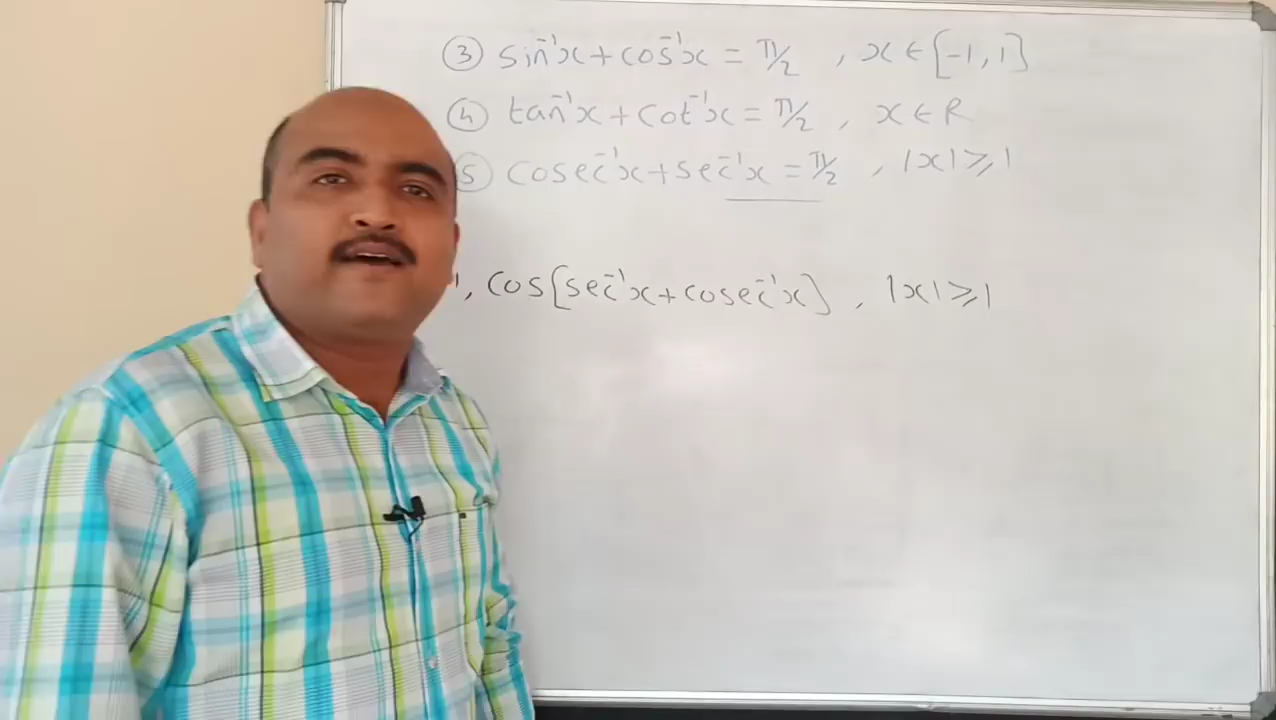 ③ sin⁻¹x + cos⁻¹x = π/2 , x ∈ [-1, 1]
④ tan⁻¹x + cot⁻¹x = π/2 , x ∈ R
⑤ cosec⁻¹x + sec⁻¹x = π/2 , |x| ≥ 1
, cos[sec⁻¹x + cosec⁻¹x] , |x| ≥ 1